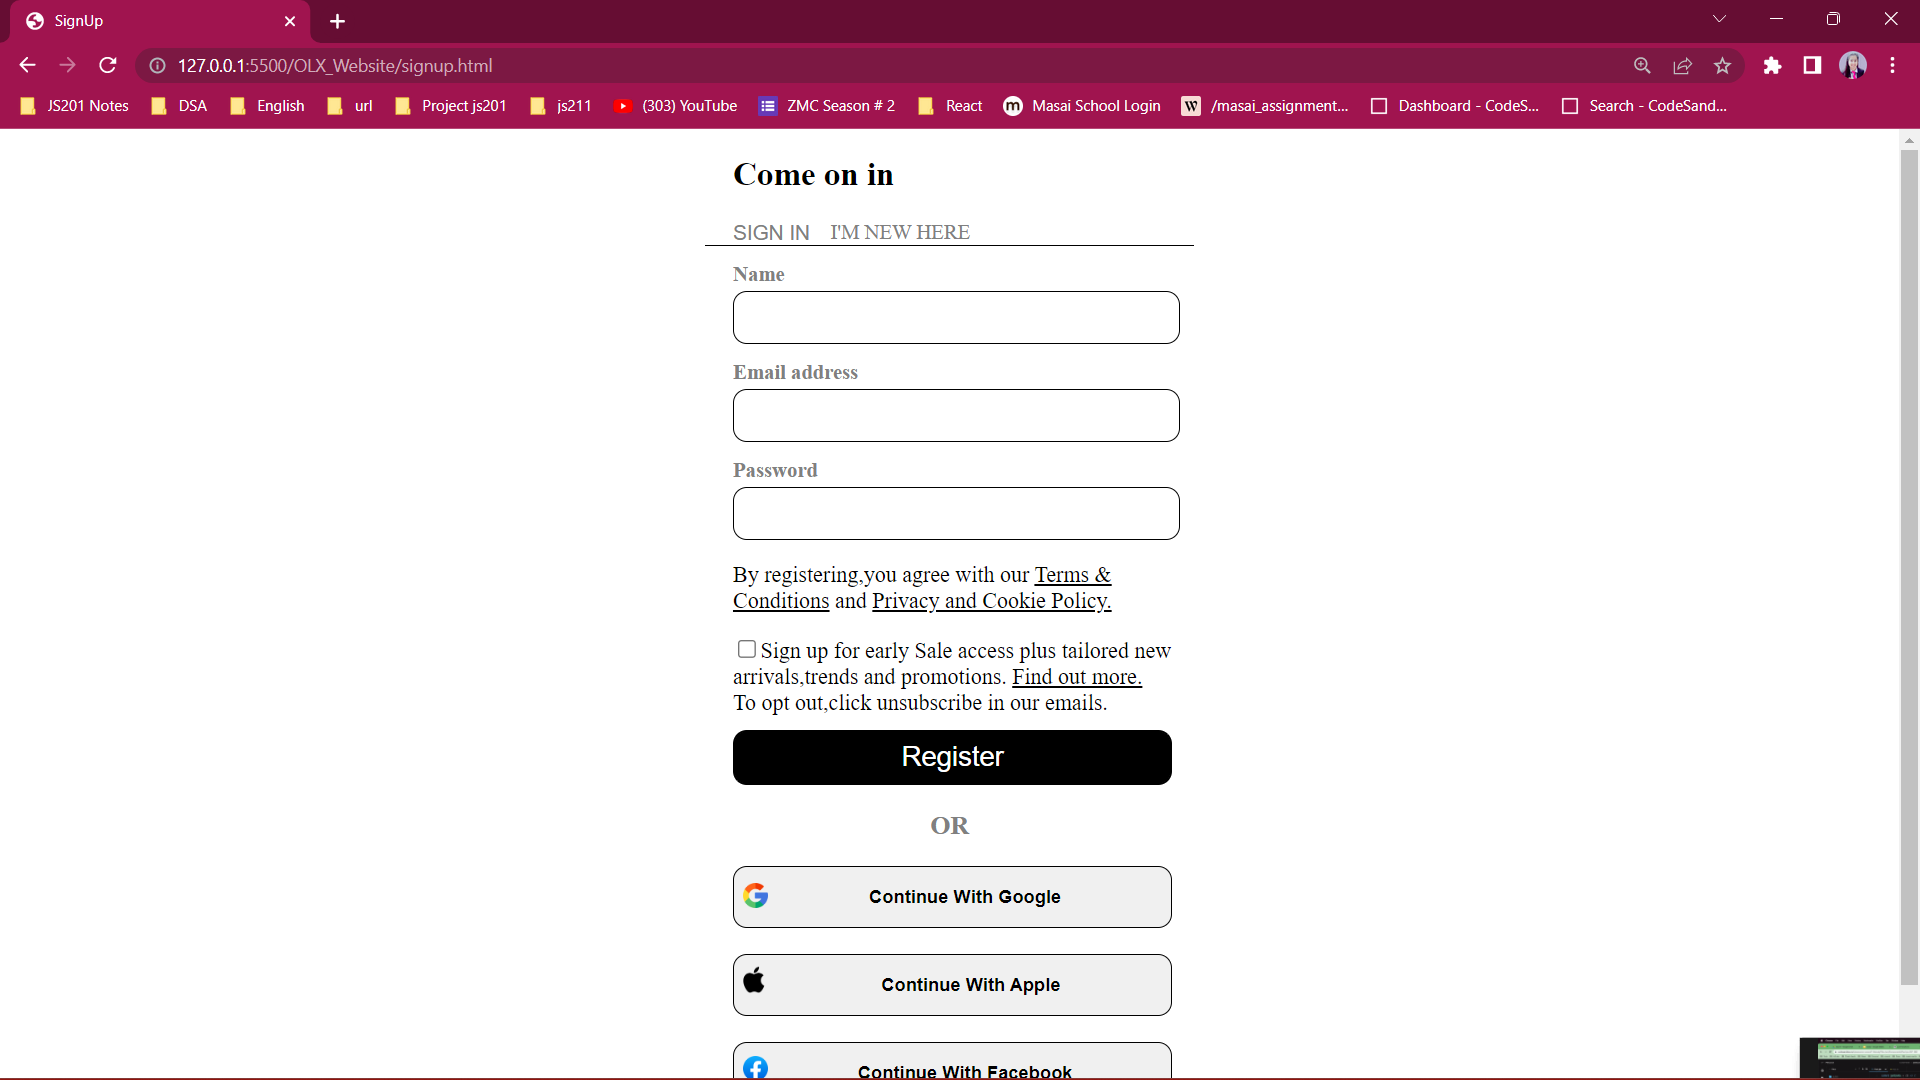 SignUp
127.0.0.1:5500/OLX_Website/signup.html
JS201 Notes DSA English url Project js201 js211 (303) YouTube ZMC Season # 2 React m Masai School Login W /masai_assignment... Dashboard - CodeS... Search - CodeSand...
Come on in
SIGN IN I'M NEW HERE
Name
Email address
Password
By registering,you agree with our Terms &
Conditions and Privacy and Cookie Policy.
Sign up for early Sale access plus tailored new
arrivals,trends and promotions. Find out more.
To opt out,click unsubscribe in our emails.
Register
OR
Continue With Google
Continue With Apple
Continue With Facebook